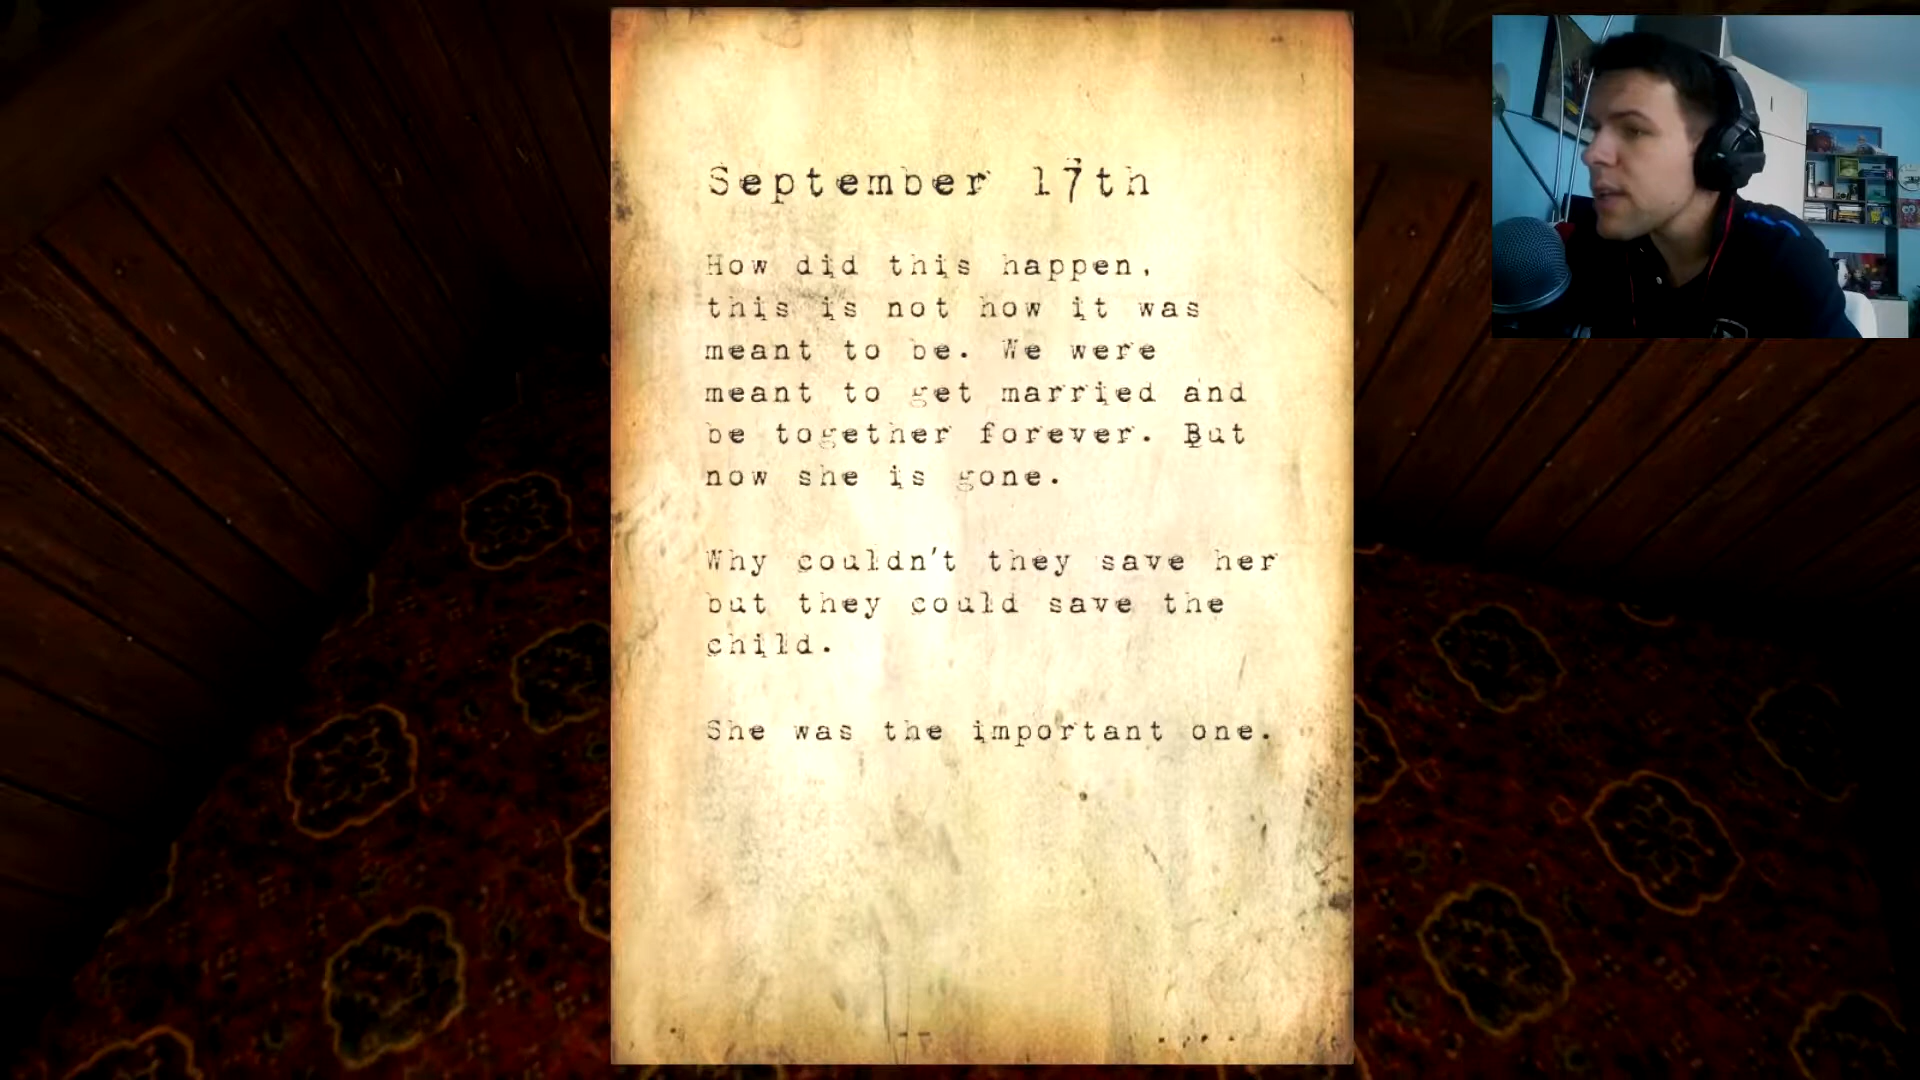 September 17th
How did this happen,
this is not how it was
meant to be. We were
meant to get married and
be together forever. But
now she is gone.
Why couldn't they save her
but they could save the
child.
She was the important one.